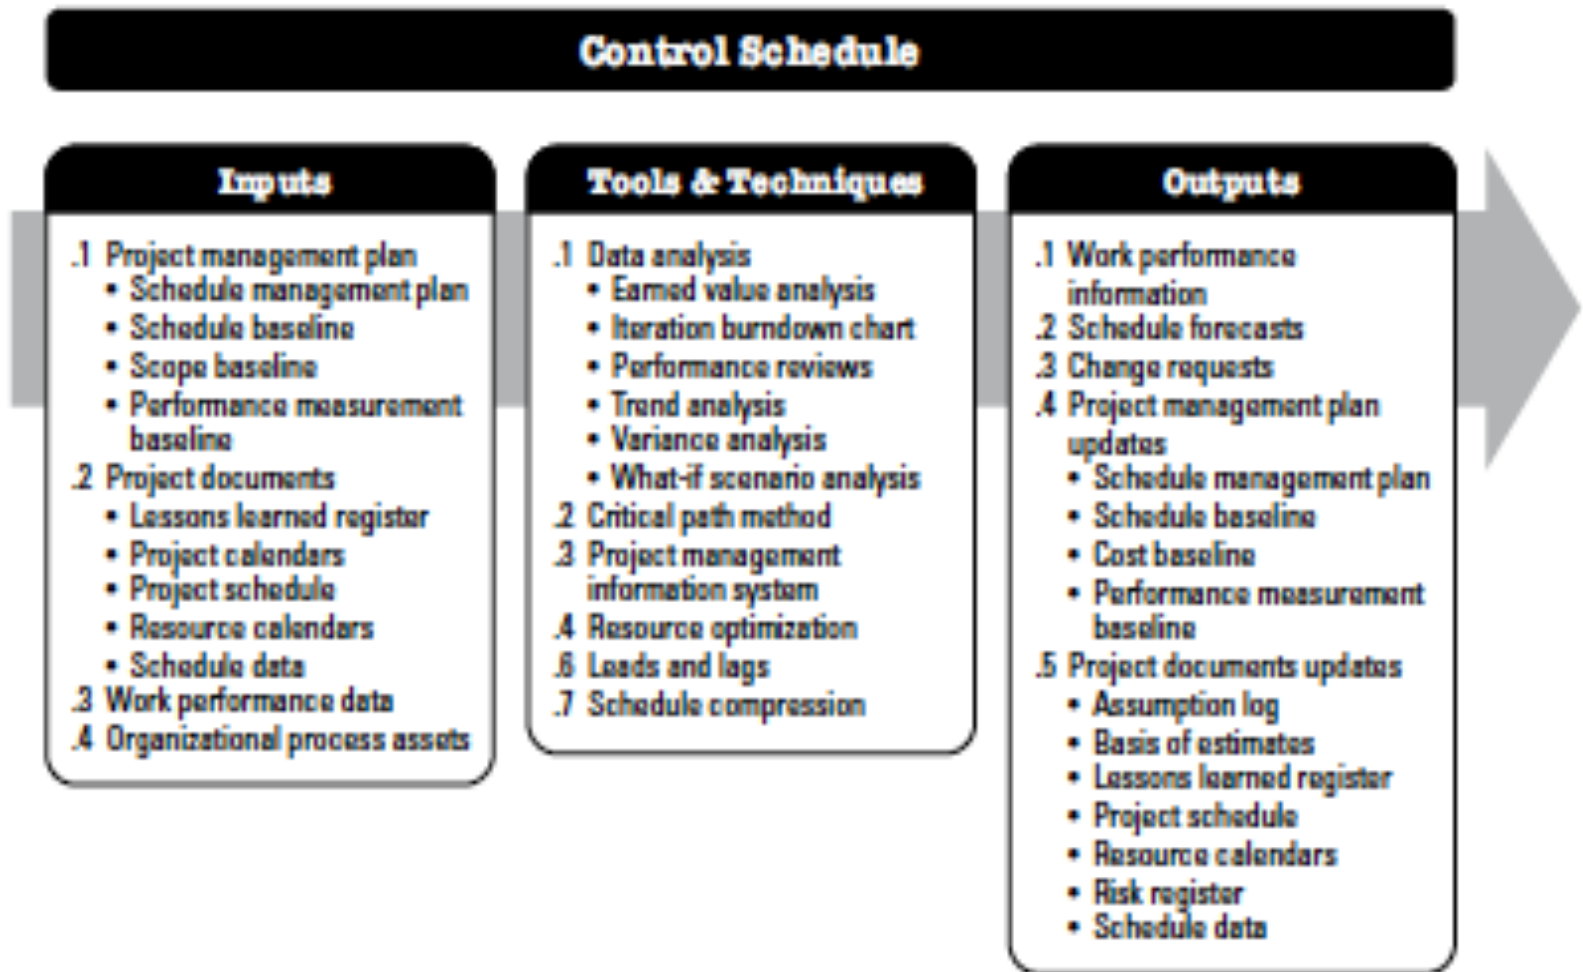 Control Schedule
Inputs
.1 Project management plan
• Schedule management plan
• Schedule baseline
• Scope baseline
• Performance measurement
baseline
.2 Project documents
• Lessons learned register
• Project calendars
• Project schedule
• Resource calendars
• Schedule data
.3 Work performance data
.4 Organizational process assets
Tools & Techniques
.1 Data analysis
• Earned value analysis
• Iteration burndown chart
• Performance reviews
• Trend analysis
• Variance analysis
• What-if scenario analysis
.2 Critical path method
.3 Project management
information system
.4 Resource optimization
.6 Leads and lags
.7 Schedule compression
Outputs
.1 Work performance
information
.2 Schedule forecasts
.3 Change requests
.4 Project management plan
updates
• Schedule management plan
• Schedule baseline
• Cost baseline
• Performance measurement
baseline
.5 Project documents updates
• Assumption log
• Basis of estimates
• Lessons learned register
• Project schedule
• Resource calendars
• Risk register
• Schedule data